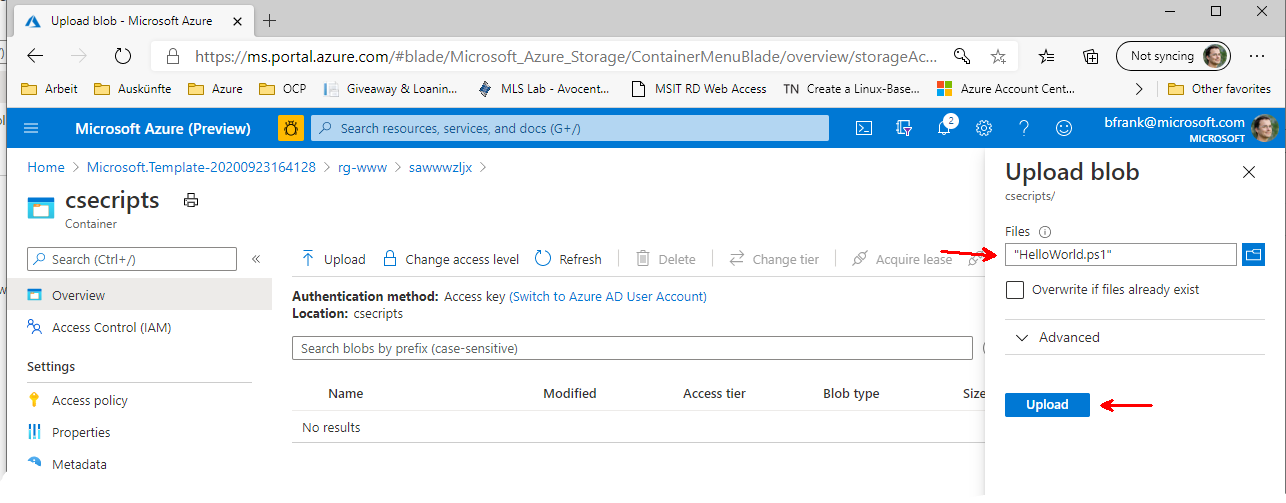 Upload blob - Microsoft Azure
https://ms.portal.azure.com/#blade/Microsoft_Azure_Storage/ContainerMenuBlade/overview/storageAc...
Not syncing
Arbeit Auskünfte Azure OCP Giveaway & Loanin... MLS Lab - Avocent... MSIT RD Web Access TN Create a Linux-Base... Azure Account Cent... Other favorites
Microsoft Azure (Preview)
Search resources, services, and docs (G+/)
2
bfrank@microsoft.com
MICROSOFT
Home > Microsoft.Template-20200923164128 > rg-www > sawwwzljx >
csecripts
Container
Search (Ctrl+/)
Overview
Access Control (IAM)
Settings
Access policy
Properties
Metadata
Upload Change access level Refresh Delete Change tier Acquire lease
Authentication method: Access key (Switch to Azure AD User Account)
Location: csecripts
Search blobs by prefix (case-sensitive)
Name Modified Access tier Blob type Size
No results
Upload blob
csecripts/
Files
"HelloWorld.ps1"
Overwrite if files already exist
Advanced
Upload